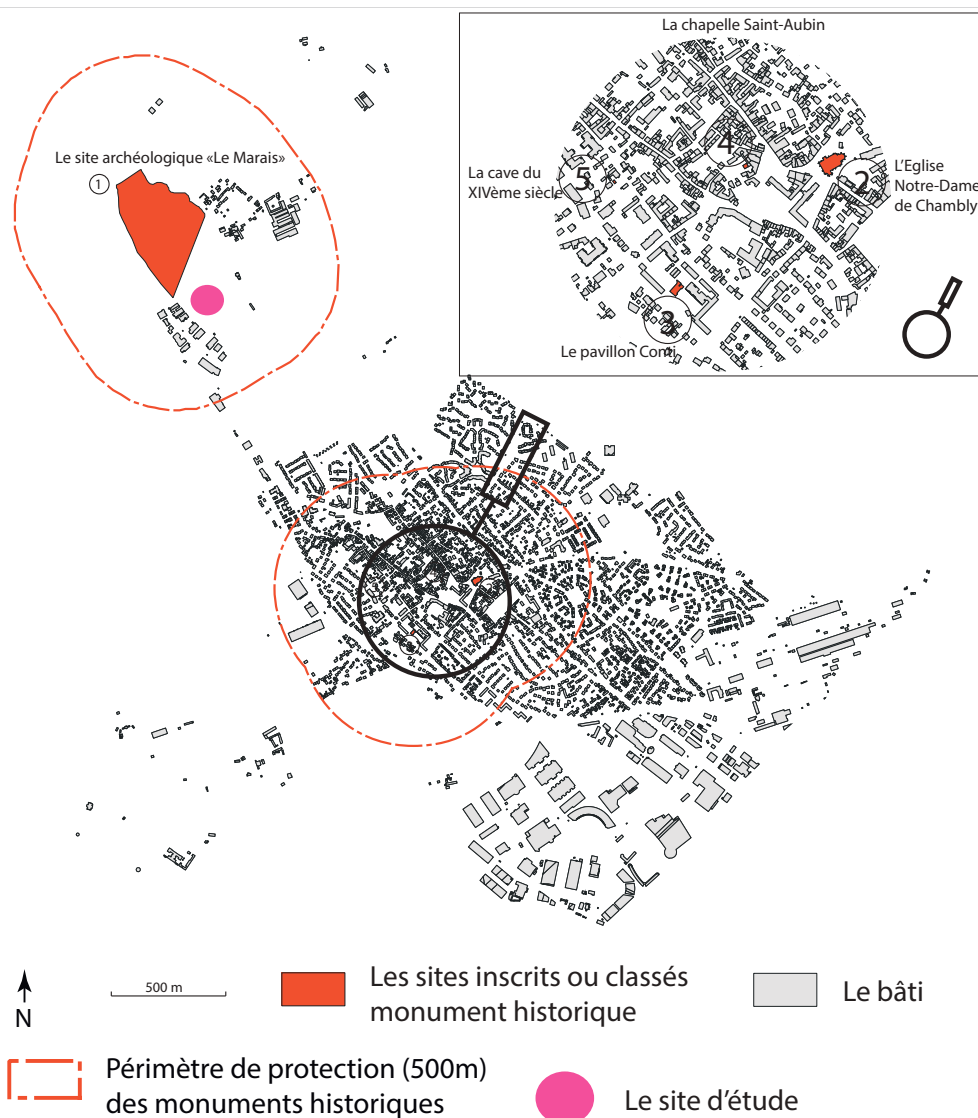 La chapelle Saint-Aubin
Le site archéologique «Le Marais»
1
4
La cave du
XIVème siècle
5
2
L'Eglise
Notre-Dame
de Chambly
3
Le pavillon Conti
N
500 m
Les sites inscrits ou classés
monument historique
Le bâti
Périmètre de protection (500m)
des monuments historiques
Le site d'étude